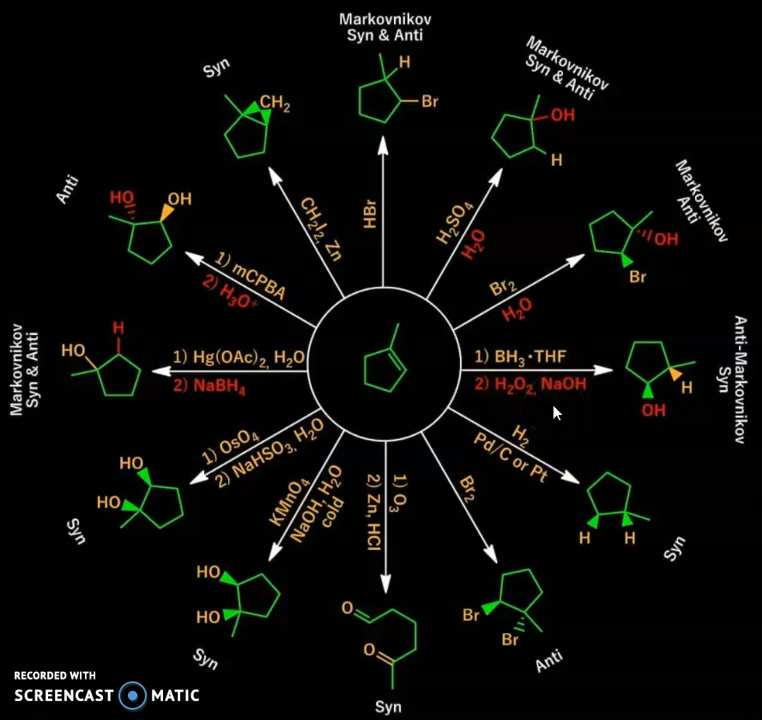 Markovnikov
Syn & Anti
H
Br
HBr
Markovnikov
Syn & Anti
OH
H
H₂SO₄
H₂O
Markovnikov
Anti
OH
Br
Br₂
H₂O
Anti-Markovnikov
Syn
H
OH
1) BH₃·THF
2) H₂O₂, NaOH
H₂
Pd/C or Pt
H
H
Syn
Br₂
Br
Br
Anti
1) O₃
2) Zn, HCl
O
O
Syn
KMnO₄
NaOH, H₂O
cold
HO
HO
Syn
1) OsO₄
2) NaHSO₃, H₂O
HO
HO
Syn
1) Hg(OAc)₂, H₂O
2) NaBH₄
H
HO
Markovnikov
Syn & Anti
1) mCPBA
2) H₃O⁺
HO
OH
Anti
CH₂I₂, Zn
CH₂
Syn
RECORDED WITH
SCREENCAST MATIC